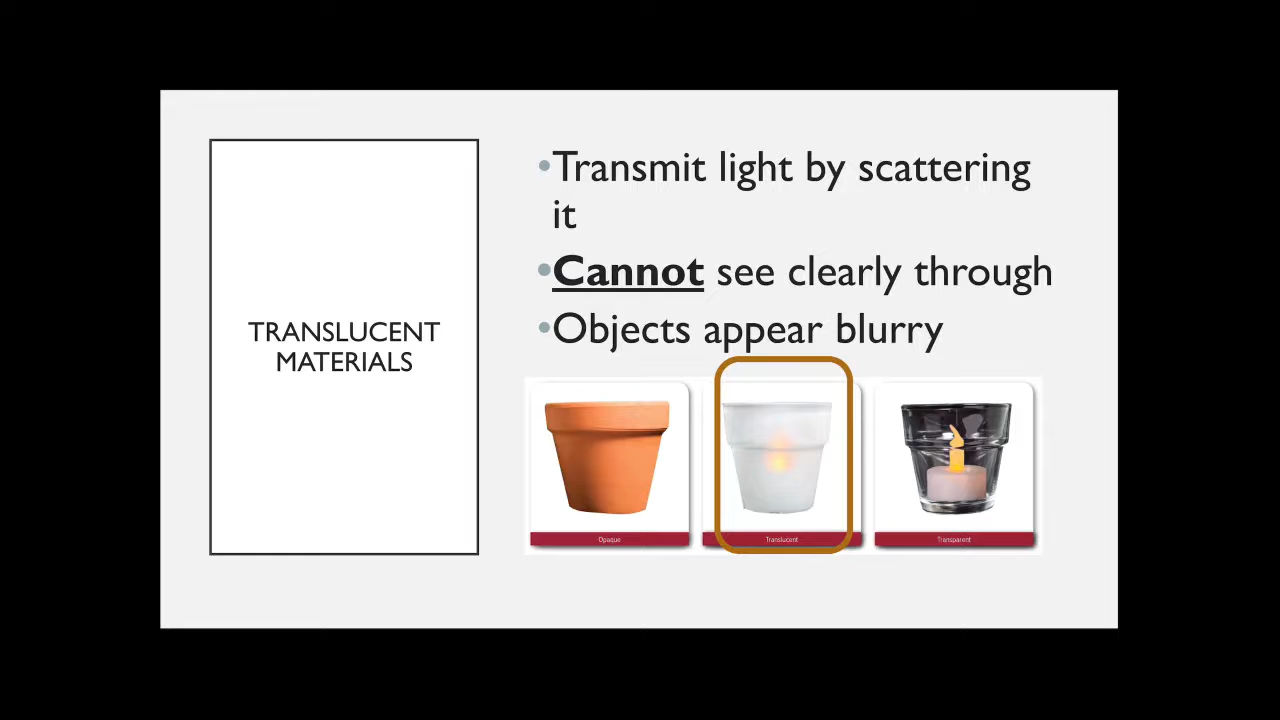 TRANSLUCENT
MATERIALS
•Transmit light by scattering
it
•Cannot see clearly through
•Objects appear blurry
Opaque
Translucent
Transparent